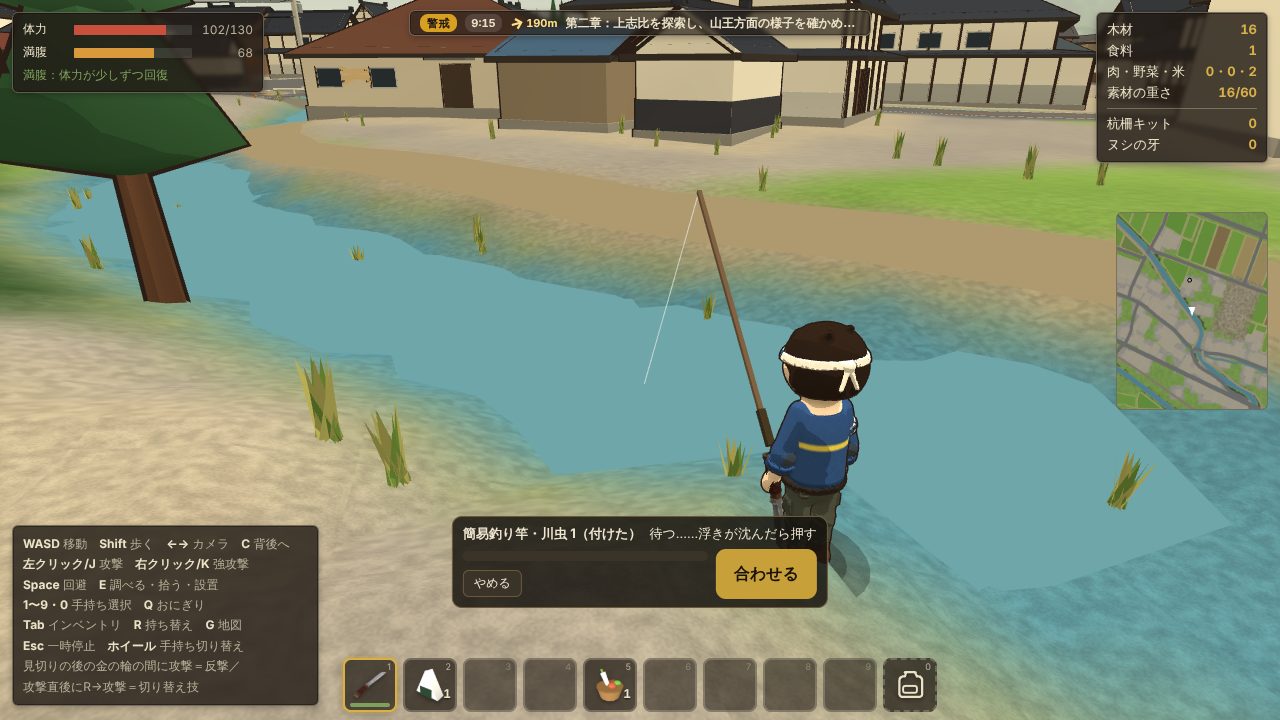 体力 102/130
満腹 68
満腹：体力が少しずつ回復
警戒 9:15 190m 第二章：上志比を探索し、山王方面の様子を確かめ…
木材 16
食料 1
肉・野菜・米 0・0・2
素材の重さ 16/60
杭柵キット 0
ヌシの牙 0
簡易釣り竿・川虫1（付けた） 待つ……浮きが沈んだら押す
やめる
合わせる
WASD 移動 Shift 歩く ←→ カメラ C 背後へ
左クリック/J 攻撃 右クリック/K 強攻撃
Space 回避 E 調べる・拾う・設置
1〜9・0 手持ち選択 Q おにぎり
Tab インベントリ R 持ち替え G 地図
Esc 一時停止 ホイール 手持ち切り替え
見切りの後の金の輪の間に攻撃＝反撃／
攻撃直後にR→攻撃＝切り替え技
1 2 3 4 5 6 7 8 9 0
1 1